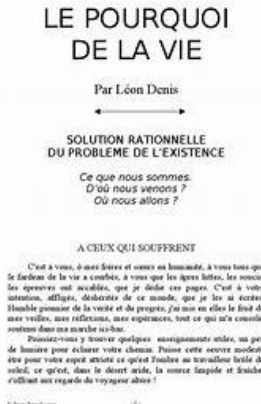 LE POURQUOI
DE LA VIE
Par Léon Denis
SOLUTION RATIONNELLE
DU PROBLEME DE L'EXISTENCE
Ce que nous sommes.
D'où nous venons ?
Où nous allons ?
A CEUX QUI SOUFFRENT
C'est à vous, ô mes frères et sœurs en humanité, à vous tous que
le fardeau de la vie a courbés, à vous que les âpres luttes, les soucis,
les épreuves ont accablés, que je dédie ces pages. C'est à votre
intention, affligés, déshérités de ce monde, que je les ai écrites.
Humble pionnier de la vérité et du progrès, j'ai mis en elles le fruit de
mes veilles, mes réflexions, mes espérances, tout ce qui m'a consolé,
soutenu dans ma marche ici-bas.
Puissiez-vous y trouver quelques enseignements utiles, un peu
de lumière pour éclairer votre chemin. Puisse cette œuvre modeste
être pour votre esprit attristé ce qu'est l'ombre au travailleur brûlé du
soleil, ce qu'est, dans le désert aride, la source limpide et fraîche
s'offrant aux regards du voyageur altéré !